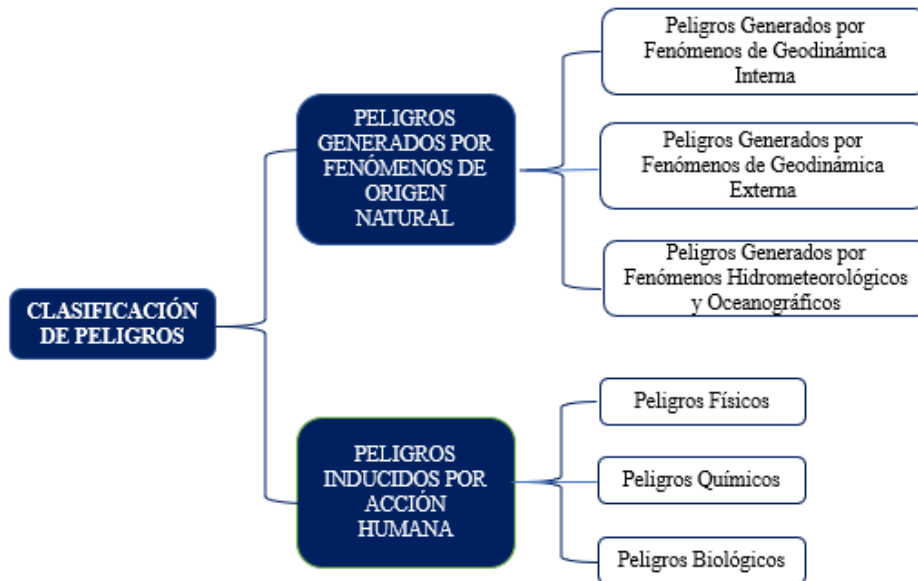 CLASIFICACIÓN
DE PELIGROS
PELIGROS
GENERADOS POR
FENÓMENOS DE
ORIGEN
NATURAL
Peligros Generados por
Fenómenos de Geodinámica
Interna
Peligros Generados por
Fenómenos de Geodinámica
Externa
Peligros Generados por
Fenómenos Hidrometeorológicos
y Oceanográficos
PELIGROS
INDUCIDOS POR
ACCIÓN
HUMANA
Peligros Físicos
Peligros Químicos
Peligros Biológicos